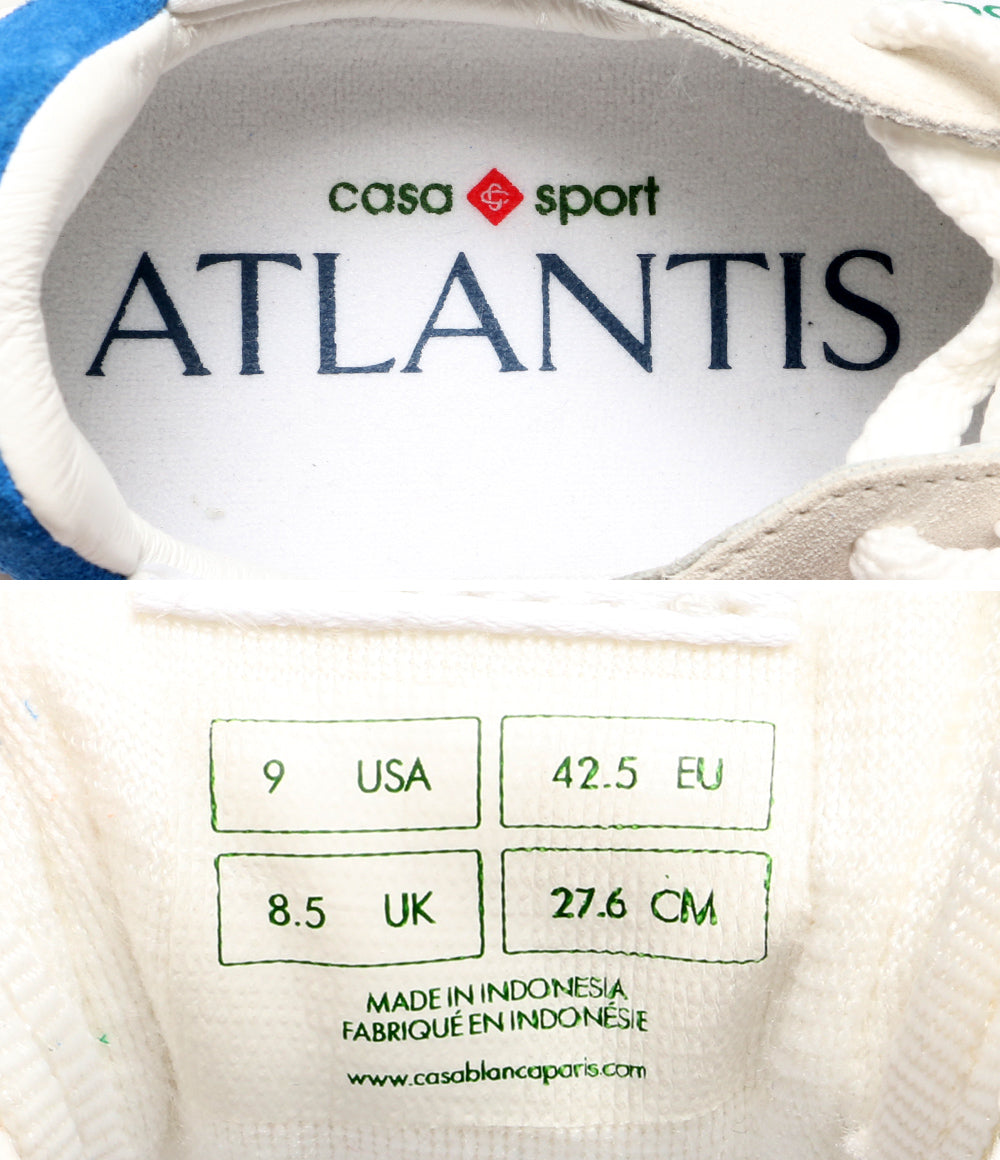 casa sport
ATLANTIS
9 USA 42.5 EU
8.5 UK 27.6 CM
MADE IN INDONESIA
FABRIQUÉ EN INDONÉSIE
www.casablancaparis.com